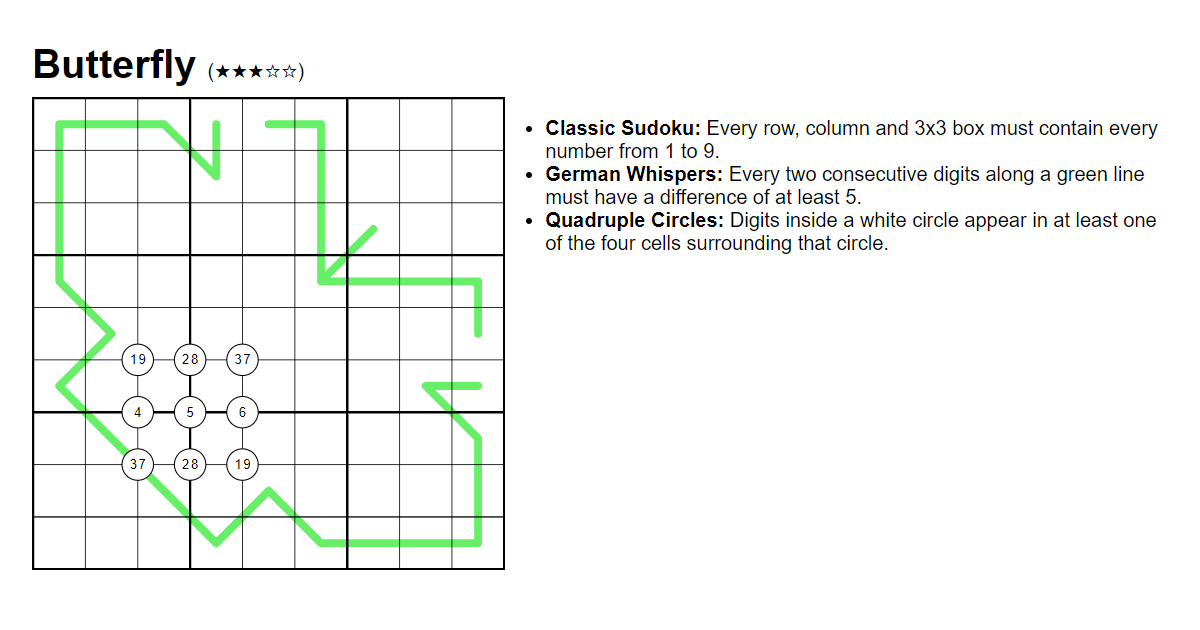 Butterfly (★★★☆☆)
• Classic Sudoku: Every row, column and 3x3 box must contain every
number from 1 to 9.
• German Whispers: Every two consecutive digits along a green line
must have a difference of at least 5.
• Quadruple Circles: Digits inside a white circle appear in at least one
of the four cells surrounding that circle.
19 28 37
4 5 6
37 28 19